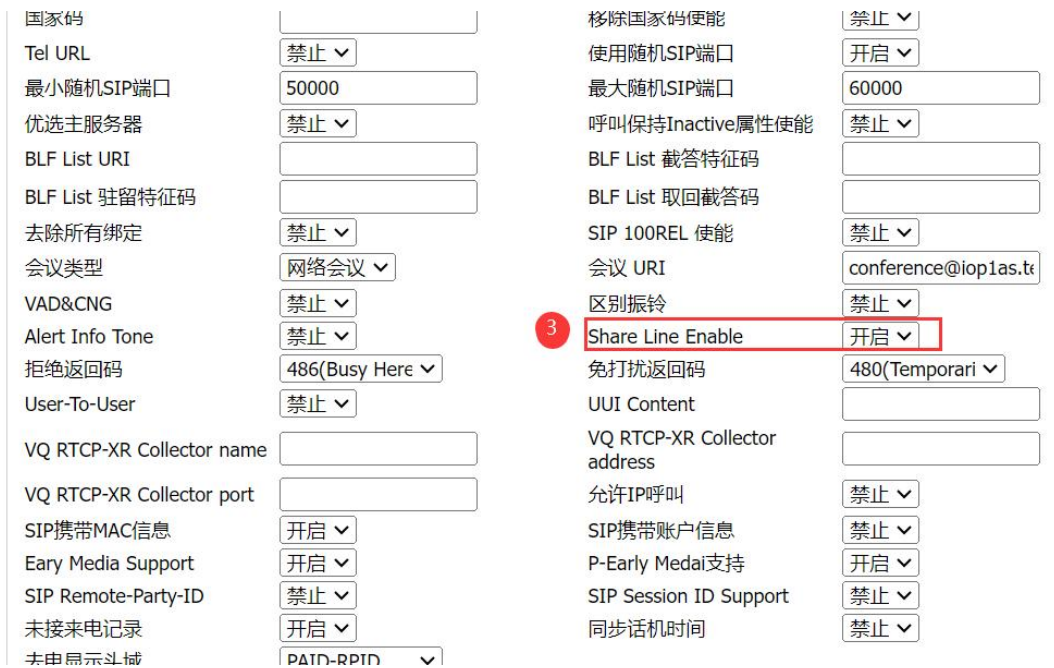 国家码
移除国家码使能 禁止
Tel URL 禁止
使用随机SIP端口 开启
最小随机SIP端口 50000
最大随机SIP端口 60000
优选主服务器 禁止
呼叫保持Inactive属性使能 禁止
BLF List URI
BLF List 截答特征码
BLF List 驻留特征码
BLF List 取回截答码
去除所有绑定 禁止
SIP 100REL 使能 禁止
会议类型 网络会议
会议 URI conference@iop1as.te
VAD&CNG 禁止
区别振铃 禁止
Alert Info Tone 禁止
3 Share Line Enable 开启
拒绝返回码 486(Busy Here
免打扰返回码 480(Temporari
User-To-User 禁止
UUI Content
VQ RTCP-XR Collector name
VQ RTCP-XR Collector
address
VQ RTCP-XR Collector port
允许IP呼叫 禁止
SIP携带MAC信息 开启
SIP携带账户信息 禁止
Eary Media Support 开启
P-Early Medai支持 开启
SIP Remote-Party-ID 禁止
SIP Session ID Support 禁止
未接来电记录 开启
同步话机时间 禁止
去电显示头域 PAID-RPID